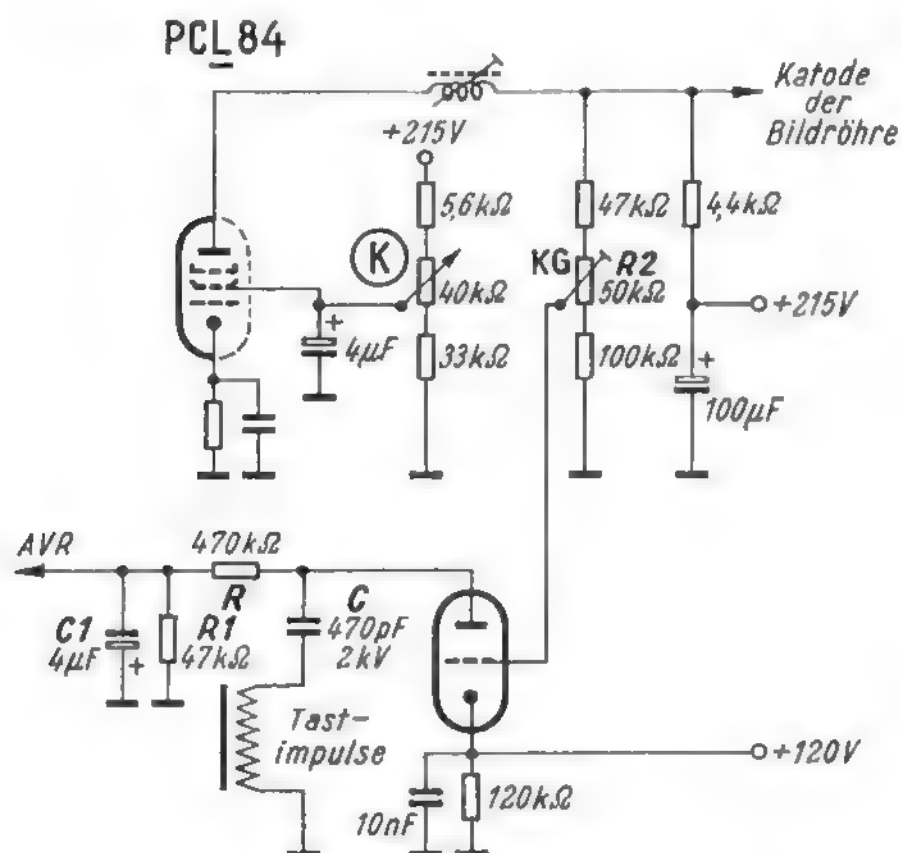 PCL84
Katode
der
Bildröhre
+215V
5,6kΩ
47kΩ
4,4kΩ
K
40kΩ
KG
R2
50kΩ
+215V
4µF
+
33kΩ
100kΩ
+
100µF
AVR
470kΩ
R
C
C1
4µF
+
R1
47kΩ
470pF
2kV
Tast-
impulse
+120V
10nF
120kΩ